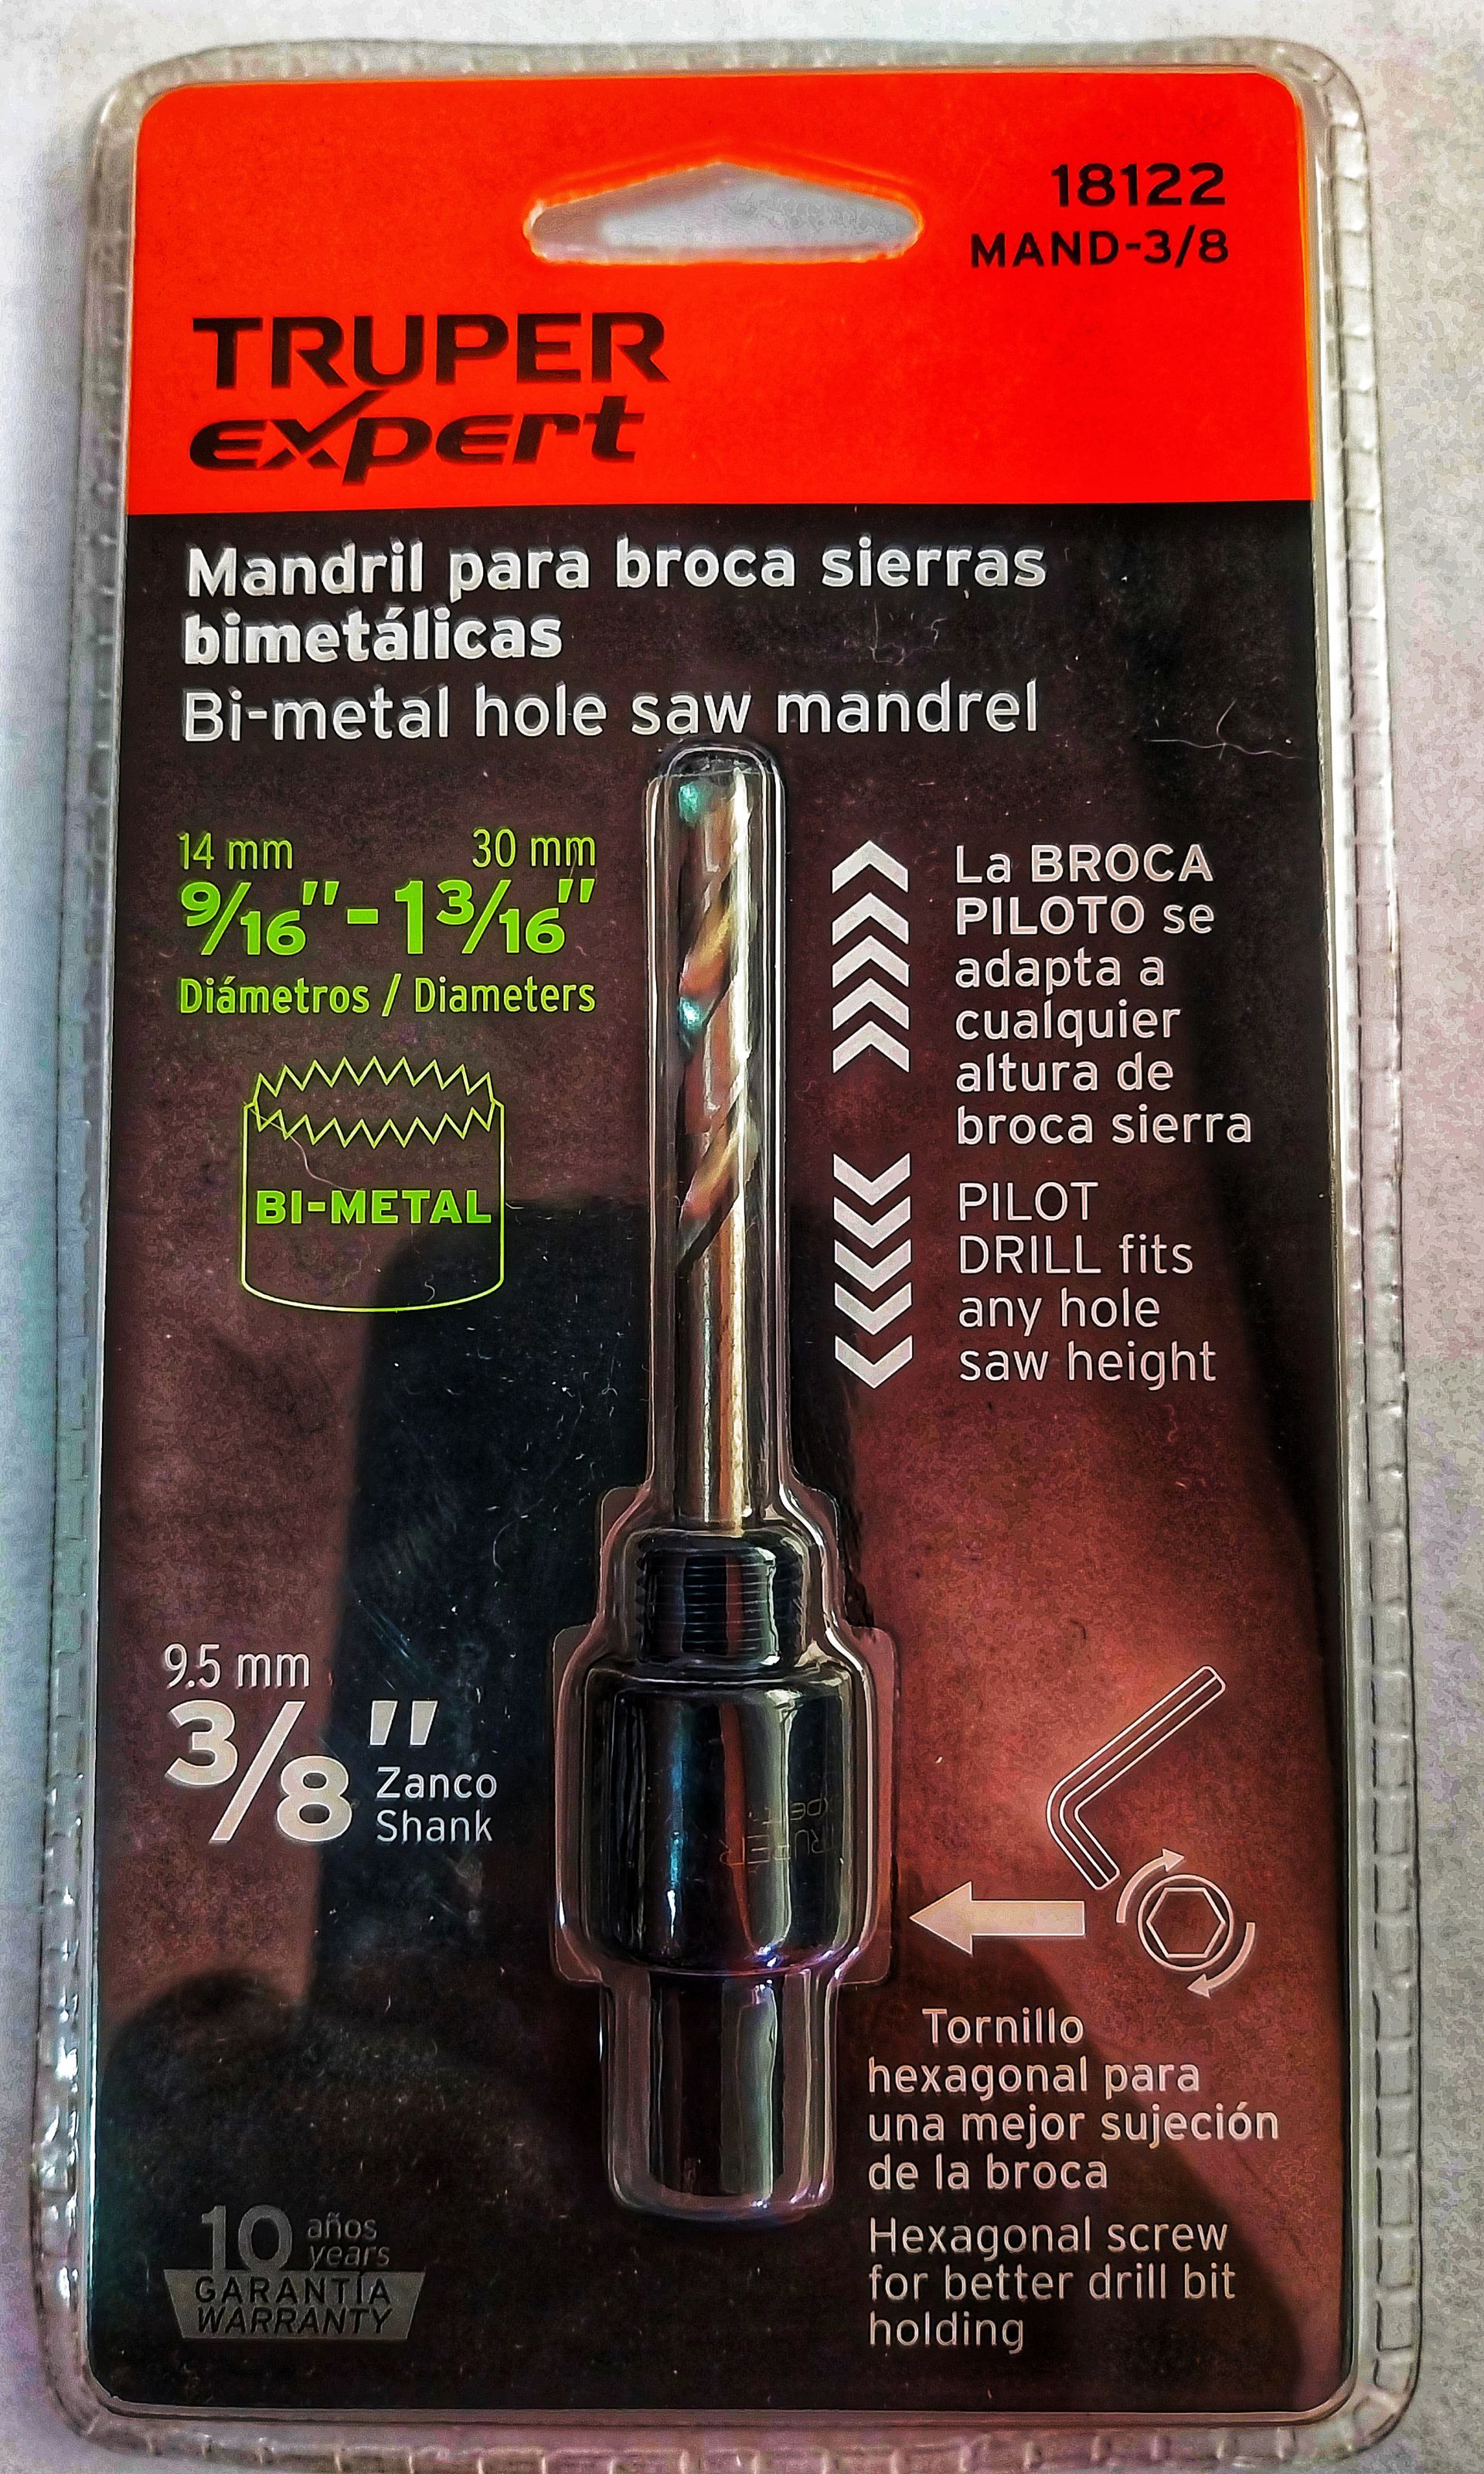 18122
MAND-3/8
TRUPER
expert
Mandril para broca sierras
bimetálicas
Bi-metal hole saw mandrel
14 mm 30 mm
9/16" - 1 3/16"
Diámetros / Diameters
BI-METAL
La BROCA
PILOTO se
adapta a
cualquier
altura de
broca sierra
PILOT
DRILL fits
any hole
saw height
9.5 mm
3/8"
Zanco
Shank
TRUPER
Tornillo
hexagonal para
una mejor sujeción
de la broca
Hexagonal screw
for better drill bit
holding
10 años
years
GARANTÍA
WARRANTY